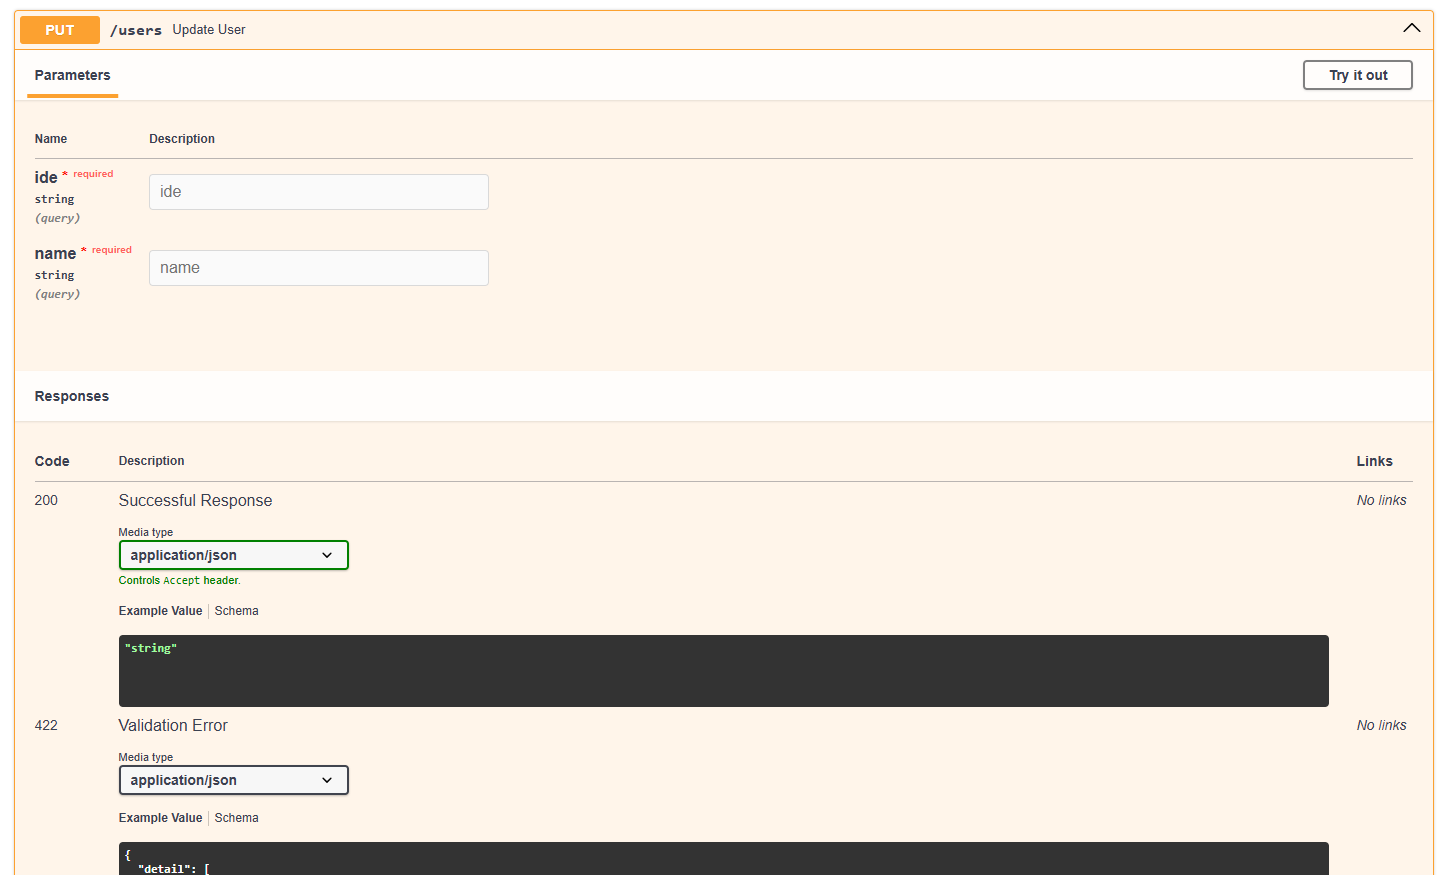 PUT /users Update User
Parameters
Try it out
Name Description
ide * required
string
(query)
ide
name * required
string
(query)
name
Responses
Code Description Links
200 Successful Response No links
Media type
application/json
Controls Accept header.
Example Value Schema
"string"
422 Validation Error No links
Media type
application/json
Example Value Schema
{
"detail": [